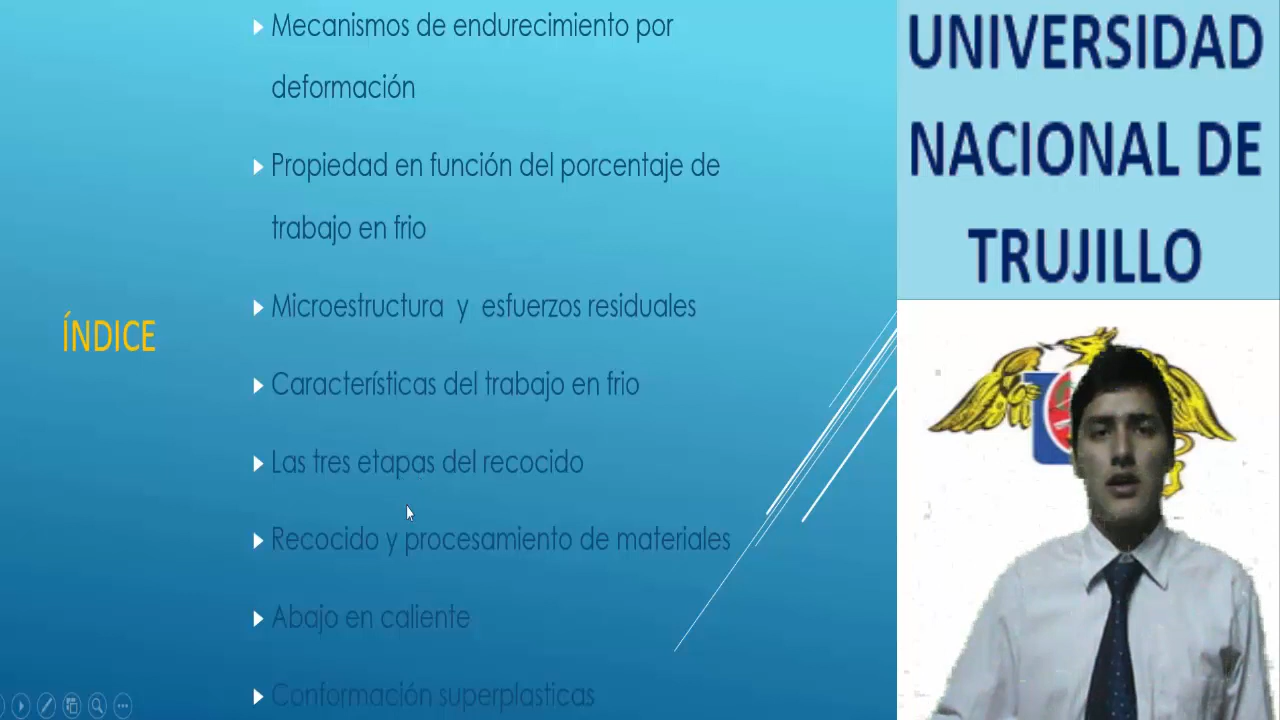 Mecanismos de endurecimiento por
deformación
Propiedad en función del porcentaje de
trabajo en frio
Microestructura y esfuerzos residuales
ÍNDICE
Características del trabajo en frio
Las tres etapas del recocido
Recocido y procesamiento de materiales
Abajo en caliente
Conformación superplasticas
UNIVERSIDAD
NACIONAL DE
TRUJILLO